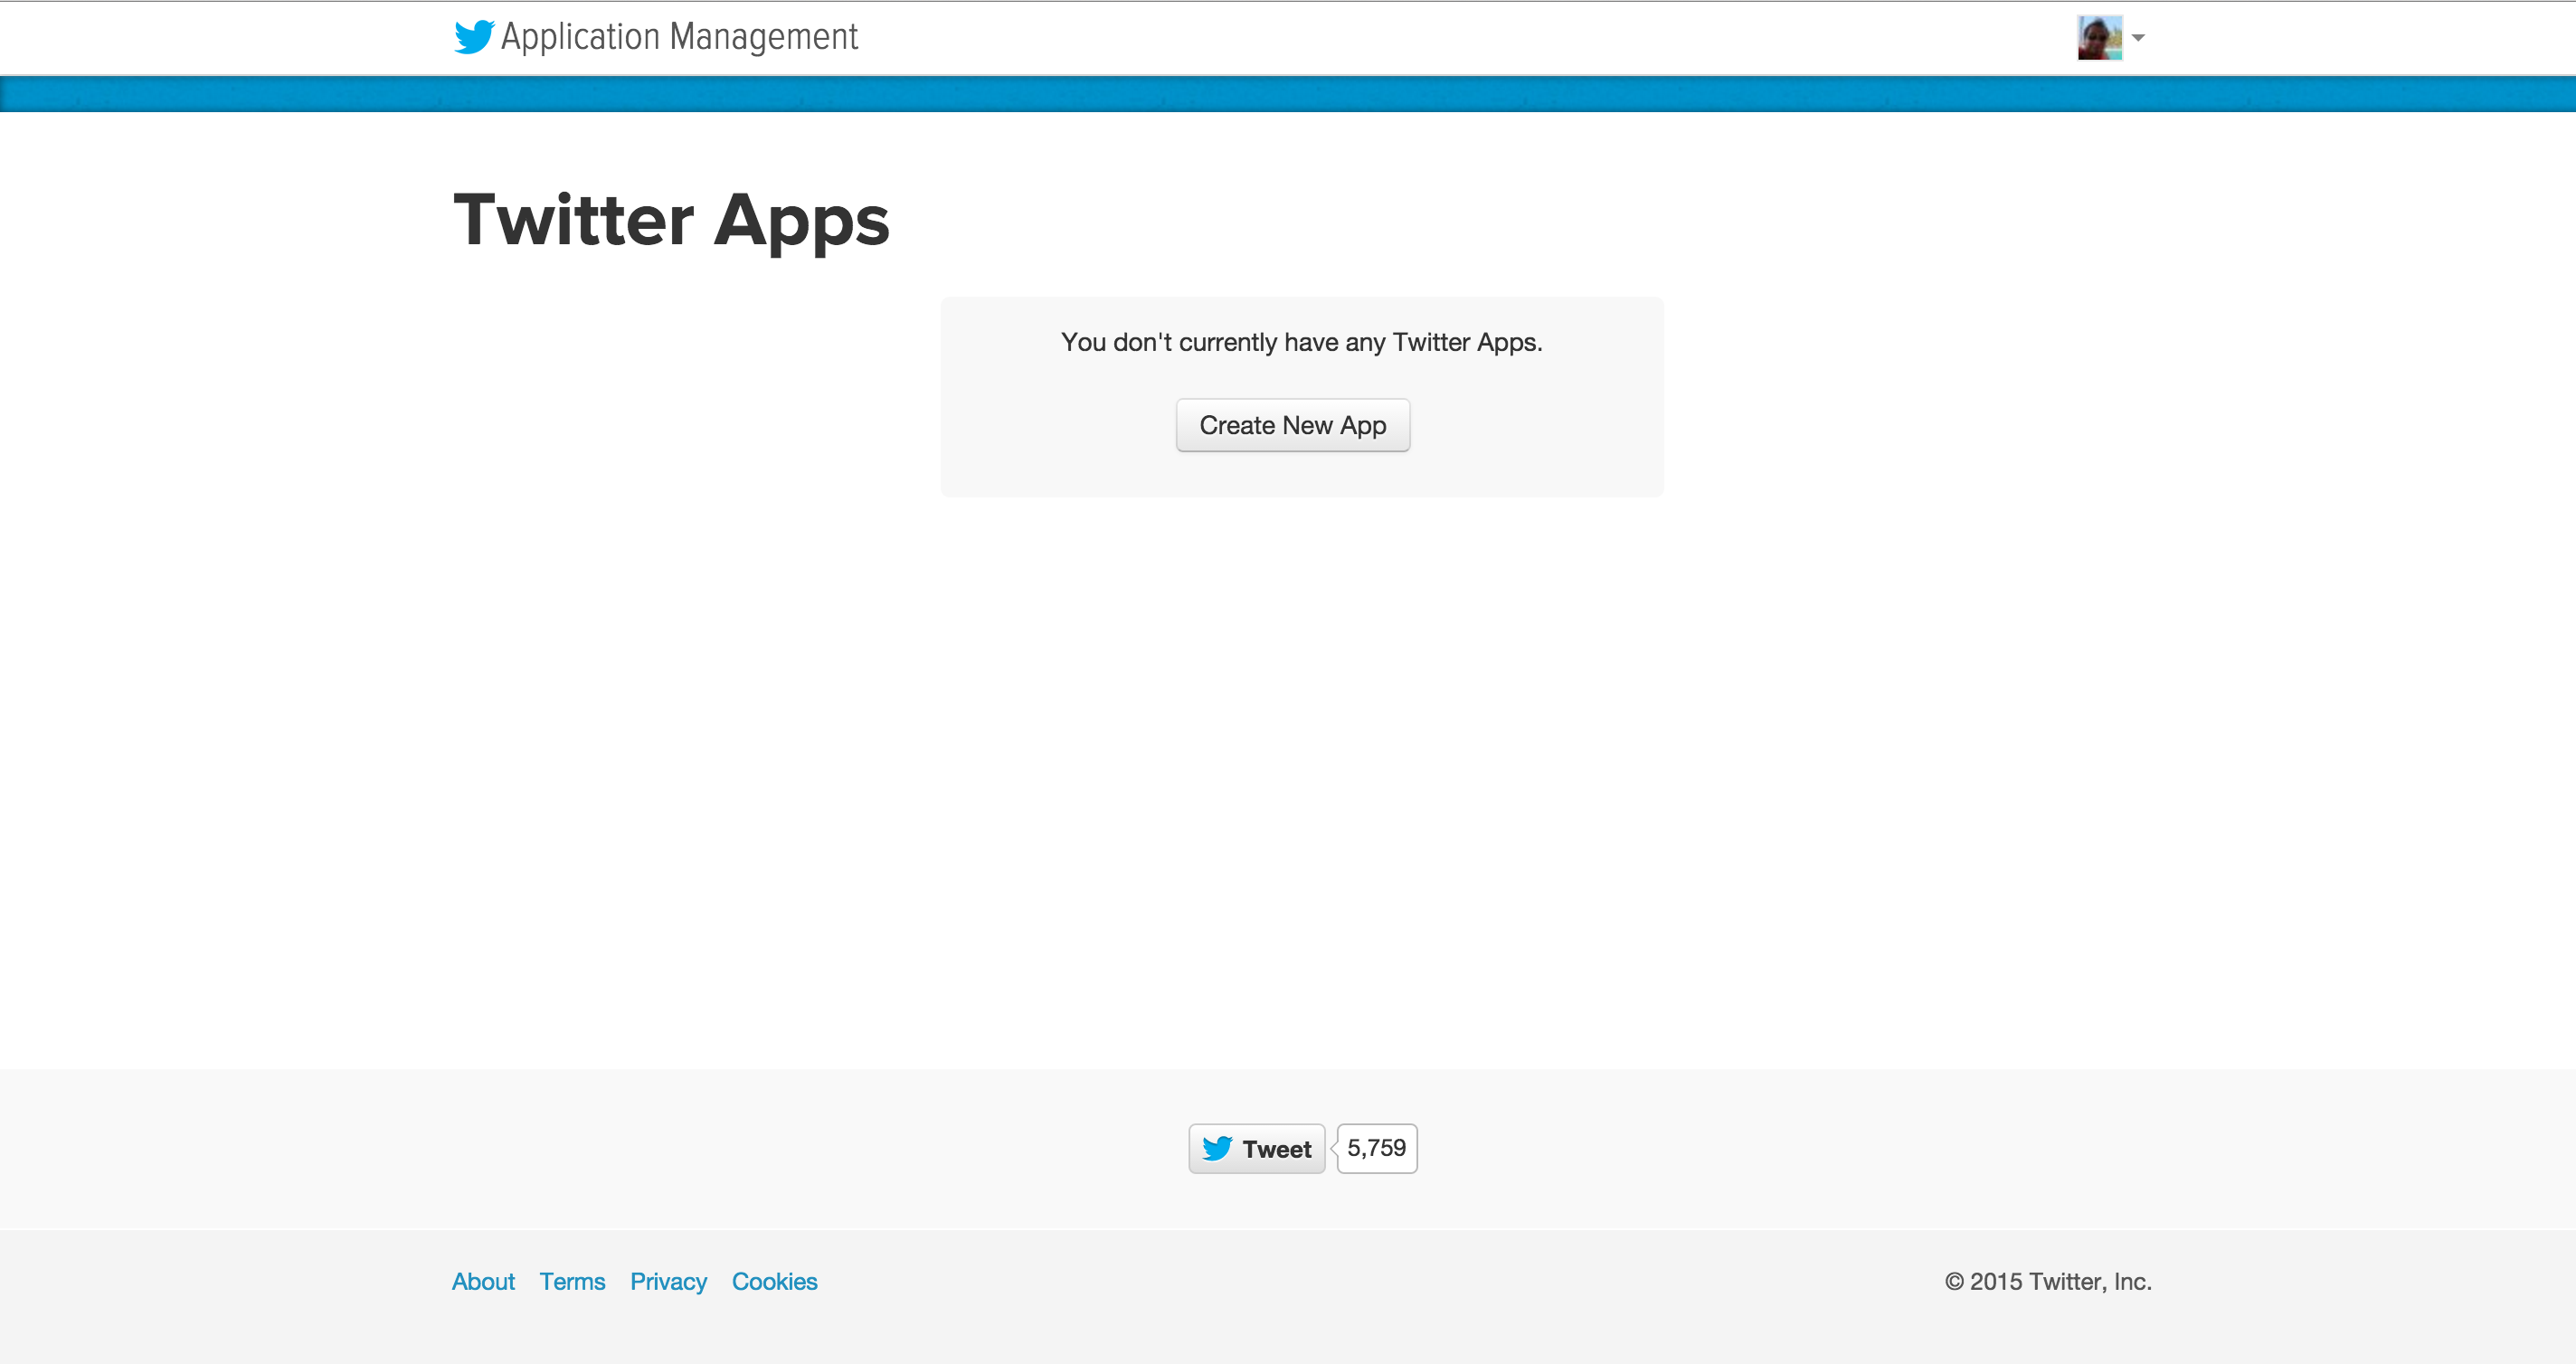 Application Management
Twitter Apps
You don't currently have any Twitter Apps.
Create New App
Tweet 5,759
About Terms Privacy Cookies © 2015 Twitter, Inc.